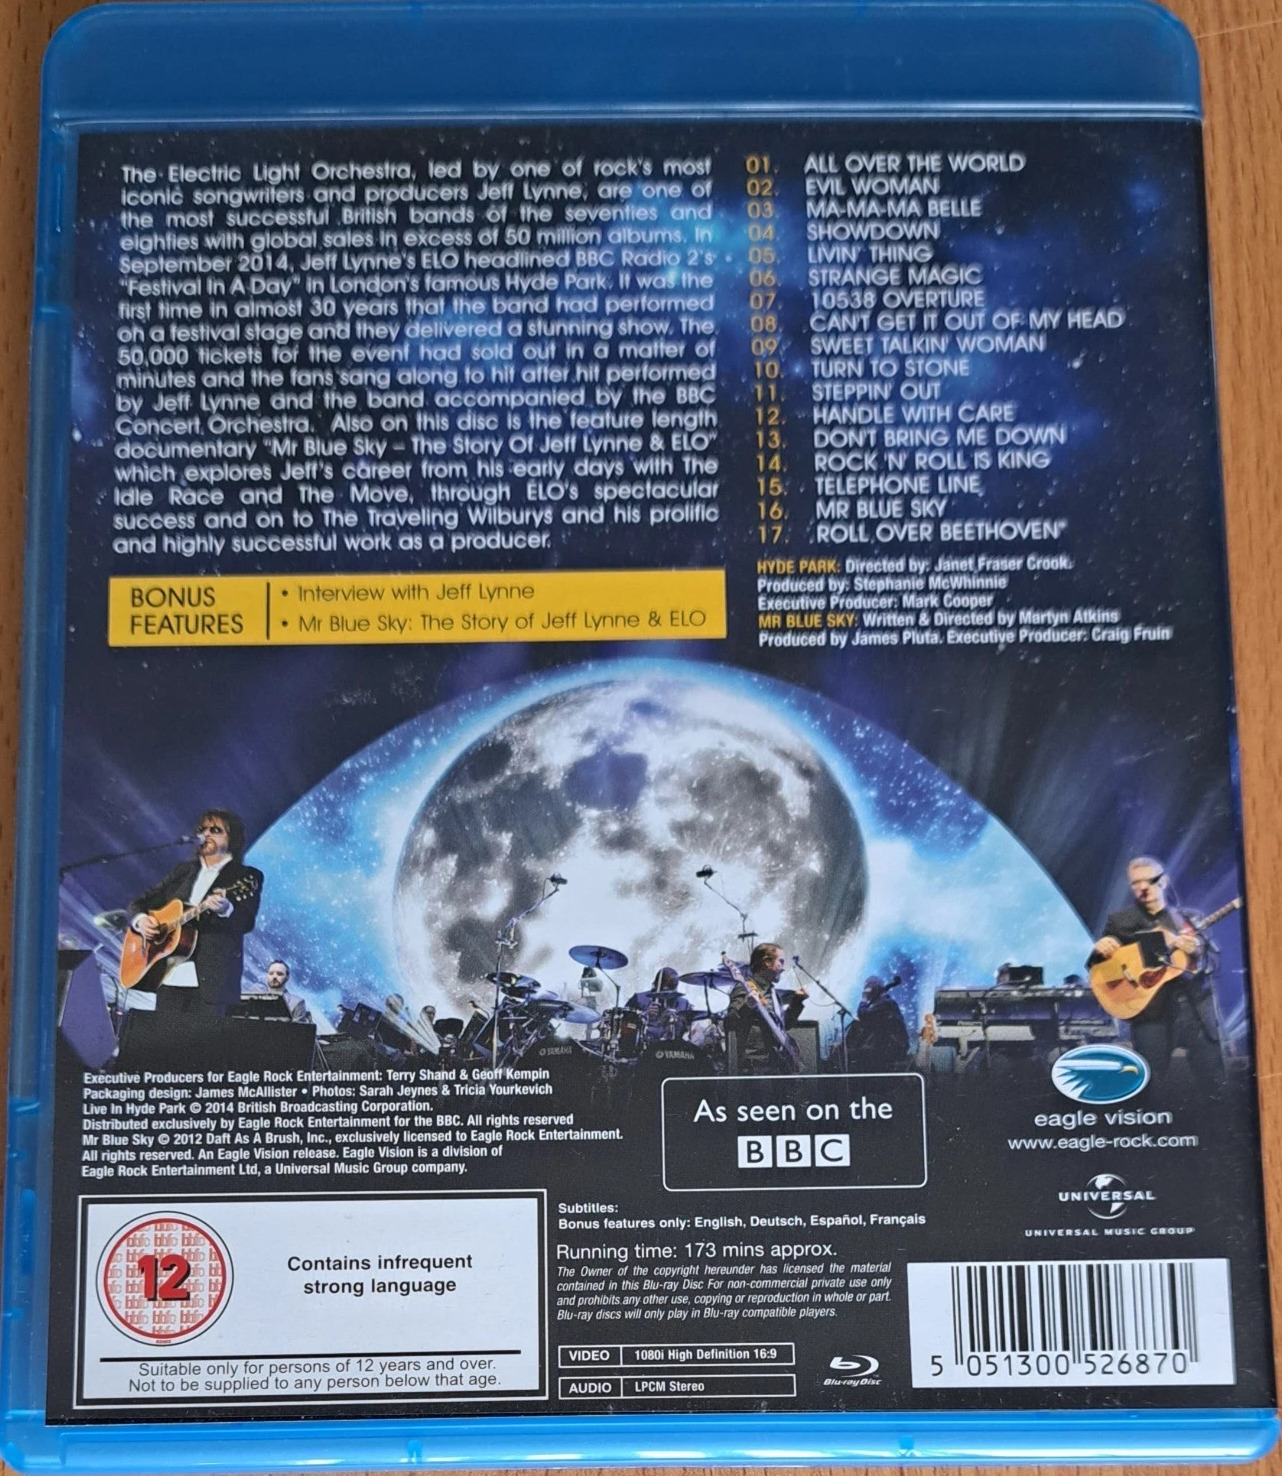 The Electric Light Orchestra, led by one of rock's most
iconic songwriters and producers Jeff Lynne, are one of
the most successful British bands of the seventies and
eighties with global sales in excess of 50 million albums. In
September 2014, Jeff Lynne's ELO headlined BBC Radio 2's
"Festival In A Day" in London's famous Hyde Park. It was the
first time in almost 30 years that the band had performed
on a festival stage and they delivered a stunning show. The
50,000 tickets for the event had sold out in a matter of
minutes and the fans sang along to hit after hit performed
by Jeff Lynne and the band accompanied by the BBC
Concert Orchestra. Also on this disc is the feature length
documentary "Mr Blue Sky – The Story Of Jeff Lynne & ELO"
which explores Jeff's career from his early days with The
Idle Race and The Move, through ELO's spectacular
success and on to The Traveling Wilburys and his prolific
and highly successful work as a producer.
01. ALL OVER THE WORLD
02. EVIL WOMAN
03. MA-MA-MA BELLE
04. SHOWDOWN
05. LIVIN' THING
06. STRANGE MAGIC
07. 10538 OVERTURE
08. CAN'T GET IT OUT OF MY HEAD
09. SWEET TALKIN' WOMAN
10. TURN TO STONE
11. STEPPIN' OUT
12. HANDLE WITH CARE
13. DON'T BRING ME DOWN
14. ROCK 'N' ROLL IS KING
15. TELEPHONE LINE
16. MR BLUE SKY
17. ROLL OVER BEETHOVEN"
BONUS
FEATURES
• Interview with Jeff Lynne
• Mr Blue Sky: The Story of Jeff Lynne & ELO
HYDE PARK: Directed by: Janet Fraser Crook.
Produced by: Stephanie McWhinnie
Executive Producer: Mark Cooper
MR BLUE SKY: Written & Directed by Martyn Atkins
Produced by James Pluta. Executive Producer: Craig Fruin
YAMAHA
YAMAHA
Executive Producers for Eagle Rock Entertainment: Terry Shand & Geoff Kempin
Packaging design: James McAllister • Photos: Sarah Jeynes & Tricia Yourkevich
Live In Hyde Park © 2014 British Broadcasting Corporation.
Distributed exclusively by Eagle Rock Entertainment for the BBC. All rights reserved
Mr Blue Sky © 2012 Daft As A Brush, Inc., exclusively licensed to Eagle Rock Entertainment.
All rights reserved. An Eagle Vision release. Eagle Vision is a division of
Eagle Rock Entertainment Ltd, a Universal Music Group company.
As seen on the
BBC
eagle vision
www.eagle-rock.com
UNIVERSAL
UNIVERSAL MUSIC GROUP
12
Contains infrequent
strong language
Suitable only for persons of 12 years and over.
Not to be supplied to any person below that age.
Subtitles:
Bonus features only: English, Deutsch, Español, Français
Running time: 173 mins approx.
The Owner of the copyright hereunder has licensed the material
contained in this Blu-ray Disc For non-commercial private use only
and prohibits any other use, copying or reproduction in whole or part.
Blu-ray discs will only play in Blu-ray compatible players.
VIDEO 1080i High Definition 16:9
AUDIO LPCM Stereo
Blu-ray Disc
5 051300 526870